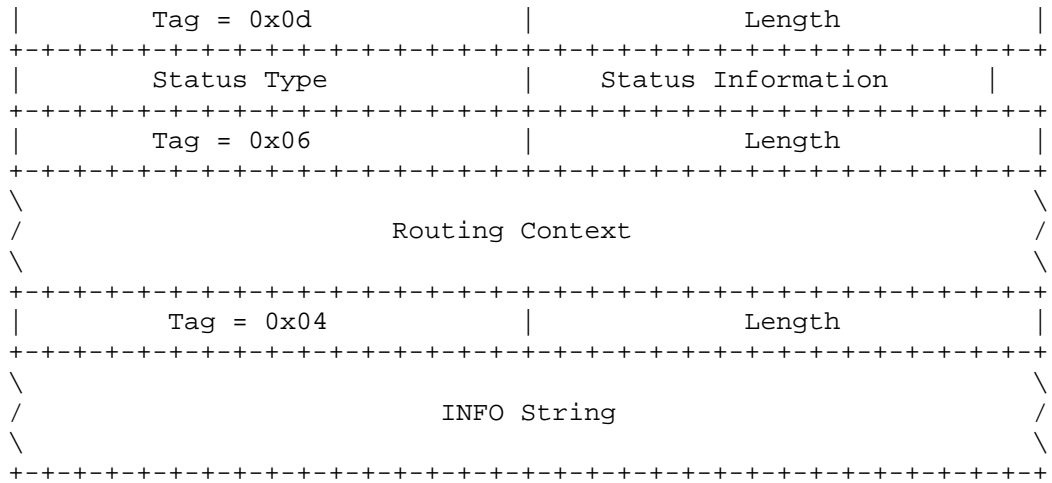 |        Tag = 0x0d             |             Length            |
+-+-+-+-+-+-+-+-+-+-+-+-+-+-+-+-+-+-+-+-+-+-+-+-+-+-+-+-+-+-+-+-+
|        Status Type            |    Status Information      |
+-+-+-+-+-+-+-+-+-+-+-+-+-+-+-+-+-+-+-+-+-+-+-+-+-+-+-+-+-+-+-+-+
|        Tag = 0x06             |             Length            |
+-+-+-+-+-+-+-+-+-+-+-+-+-+-+-+-+-+-+-+-+-+-+-+-+-+-+-+-+-+-+-+-+
\                                                               \
/                       Routing Context                         /
\                                                               \
+-+-+-+-+-+-+-+-+-+-+-+-+-+-+-+-+-+-+-+-+-+-+-+-+-+-+-+-+-+-+-+-+
|         Tag = 0x04            |             Length            |
+-+-+-+-+-+-+-+-+-+-+-+-+-+-+-+-+-+-+-+-+-+-+-+-+-+-+-+-+-+-+-+-+
\                                                               \
/                          INFO String                          /
\                                                               \
+-+-+-+-+-+-+-+-+-+-+-+-+-+-+-+-+-+-+-+-+-+-+-+-+-+-+-+-+-+-+-+-+